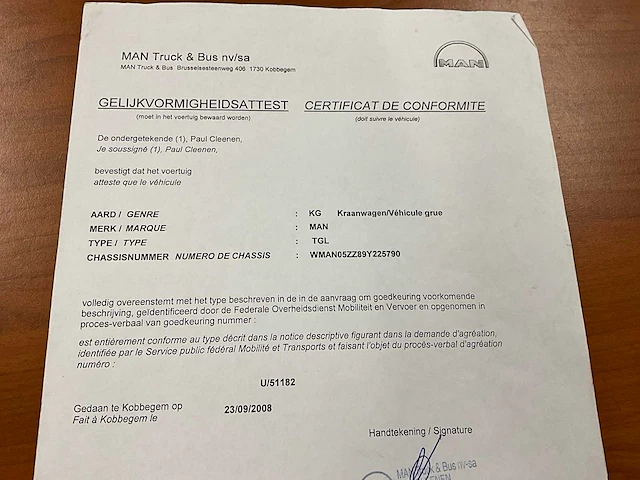 MAN Truck & Bus nv/sa
MAN Truck & Bus Brusselsesteenweg 406 1730 Kobbegem
MAN
GELIJKVORMIGHEIDSATTEST CERTIFICAT DE CONFORMITE
(moet in het voertuig bewaard worden) (doit suivre le véhicule)
De ondergetekende (1), Paul Cleenen,
Je soussigné (1), Paul Cleenen,
bevestigt dat het voertuig
atteste que le véhicule
AARD / GENRE : KG Kraanwagen/Véhicule grue
MERK / MARQUE : MAN
TYPE / TYPE : TGL
CHASSISNUMMER NUMERO DE CHASSIS : WMAN05ZZ89Y225790
volledig overeenstemt met het type beschreven in de in de aanvraag om goedkeuring voorkomende
beschrijving, geïdentificeerd door de Federale Overheidsdienst Mobiliteit en Vervoer en opgenomen in
proces-verbaal van goedkeuring nummer :
est entièrement conforme au type décrit dans la notice descriptive figurant dans la demande d'agréation,
identifiée par le Service public fédéral Mobilité et Transports et faisant l'objet du procès-verbal d'agréation
numéro :
U/51182
Gedaan te Kobbegem op 23/09/2008
Fait à Kobbegem le
Handtekening / Signature
MAN Truck & Bus nv-sa